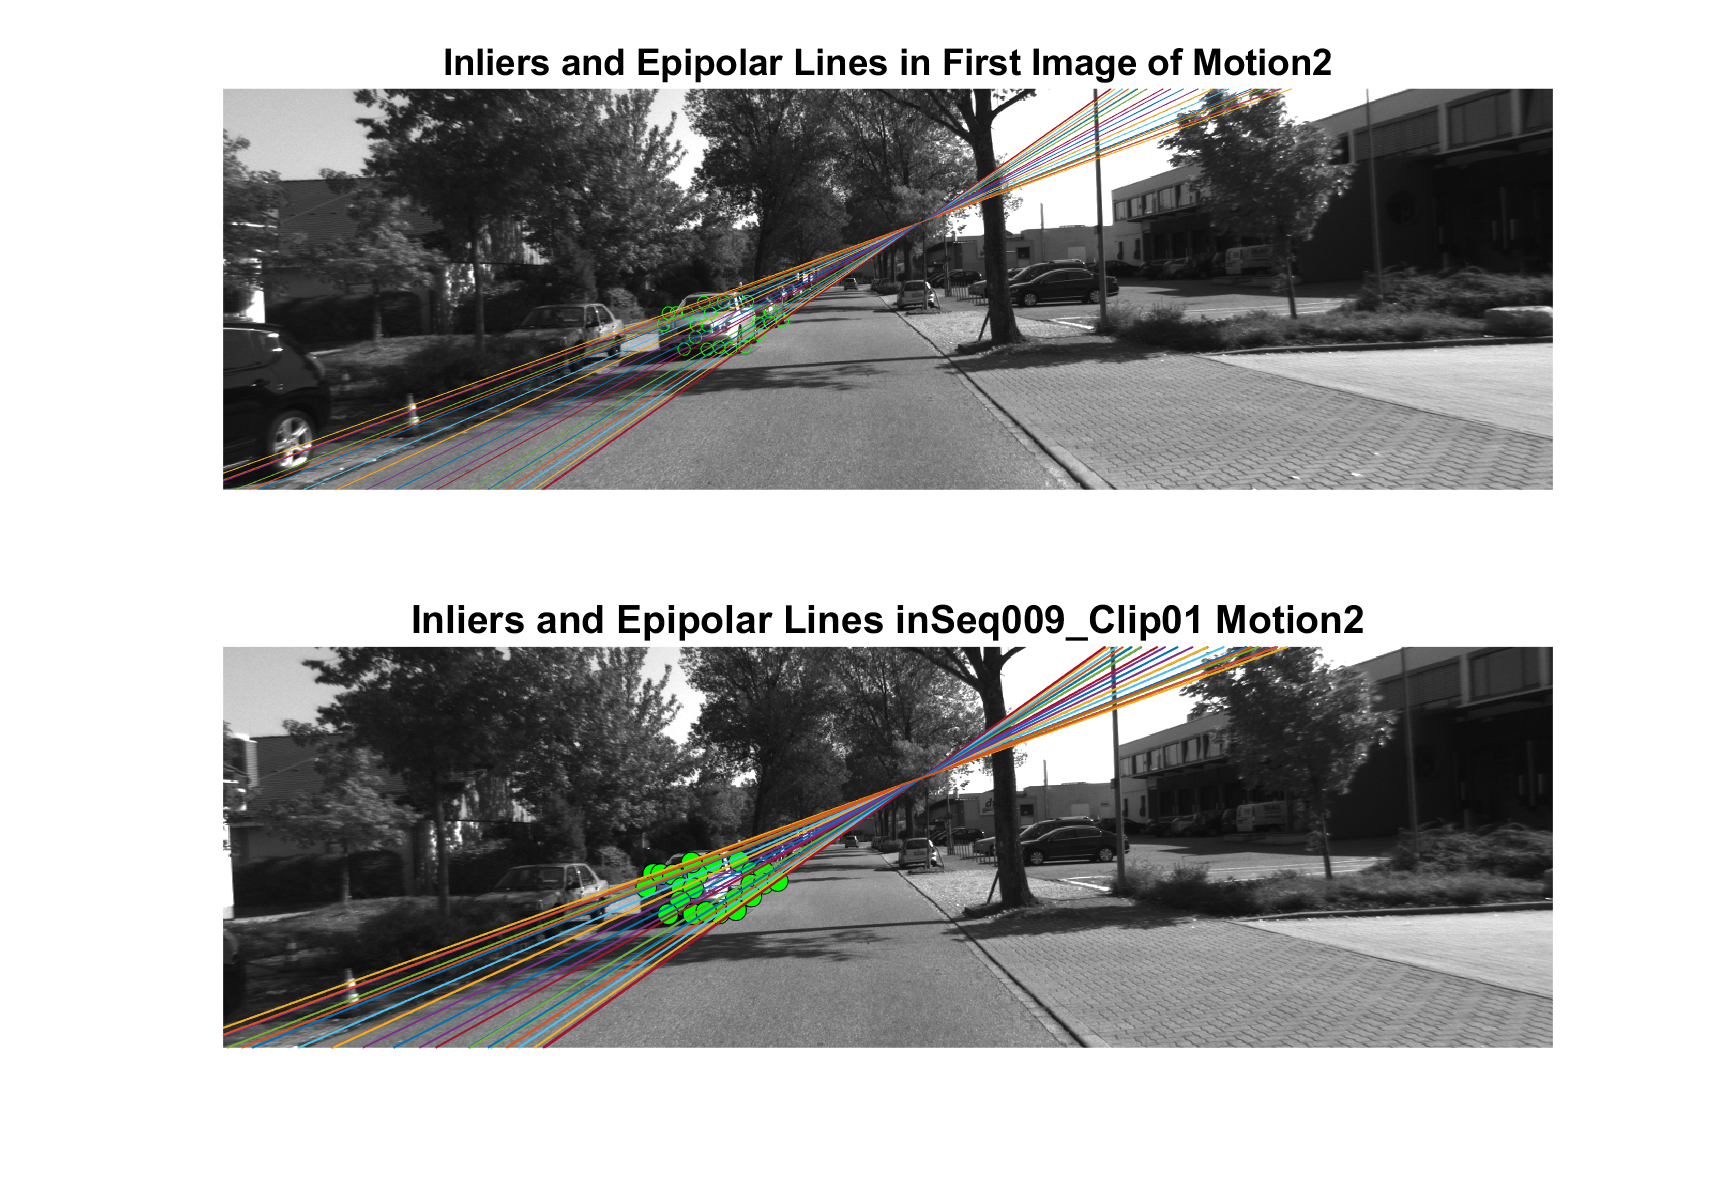 Inliers and Epipolar Lines in First Image of Motion2
Inliers and Epipolar Lines inSeq009_Clip01 Motion2